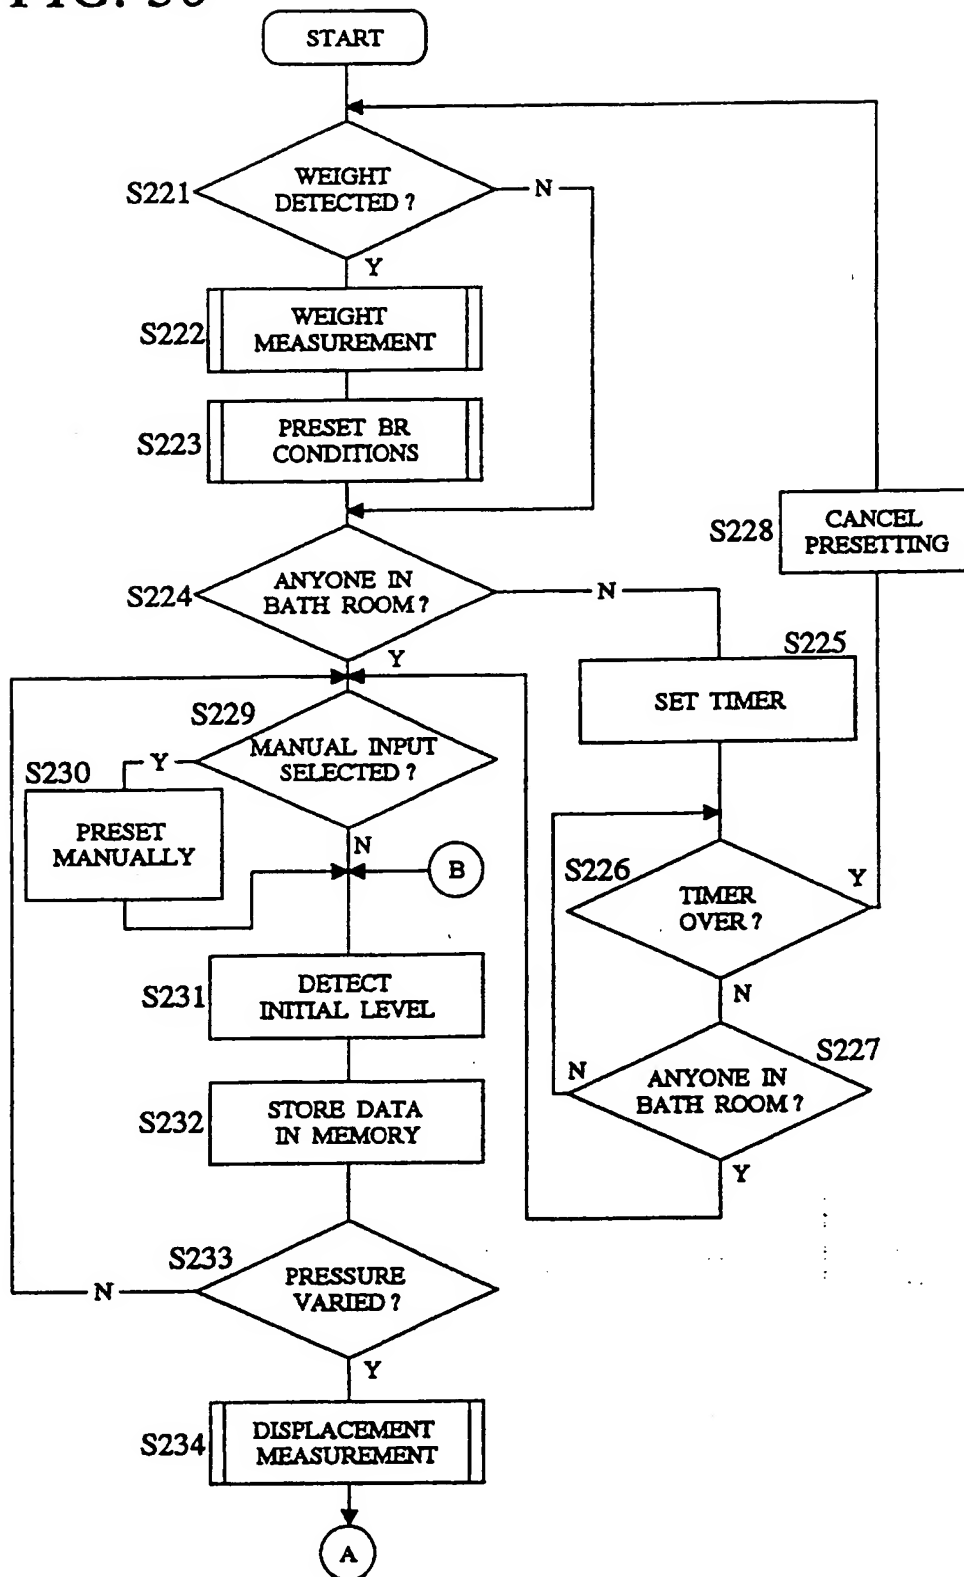 START
WEIGHT
DETECTED ?
S221
N
Y
S222
WEIGHT
MEASUREMENT
S223
PRESET BR
CONDITIONS
S228
CANCEL
PRESETTING
S224
ANYONE IN
BATH ROOM ?
N
Y
S225
SET TIMER
S229
MANUAL INPUT
SELECTED ?
Y
N
S230
PRESET
MANUALLY
B
S226
TIMER
OVER ?
Y
N
S231
DETECT
INITIAL LEVEL
S227
ANYONE IN
BATH ROOM ?
N
Y
S232
STORE DATA
IN MEMORY
S233
PRESSURE
VARIED ?
N
Y
S234
DISPLACEMENT
MEASUREMENT
A